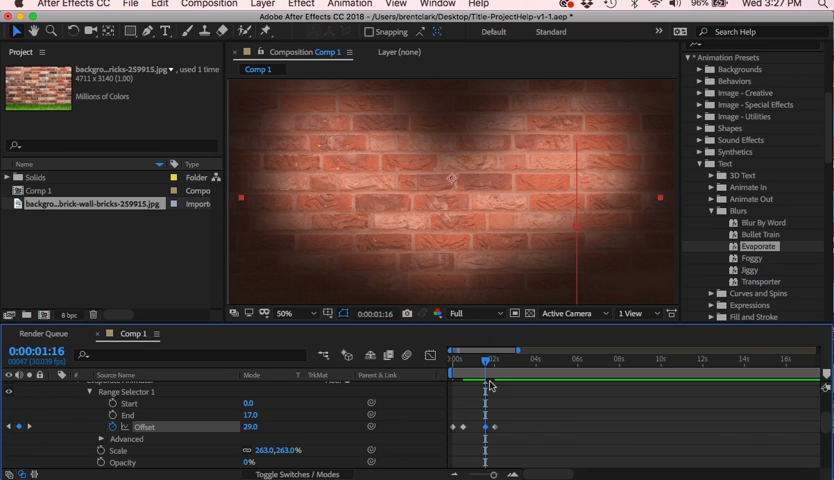 After Effects CC File Edit Composition Layer Effect Animation View Window Help 96% Wed 3:27 PM
Adobe After Effects CC 2018 - /Users/brentclark/Desktop/Title-ProjectHelp-v1-1.aep *
Snapping Default Standard Search Help
Project
backgro...ricks-259915.jpg , used 1 time
4711 x 3140 (1.00)
Millions of Colors
Name Type
Solids Folder
Comp 1 Compo
backgro...brick-wall-bricks-259915.jpg Import
8 bpc
Composition Comp 1 Layer (none)
Comp 1
50% 0:00:01:16 Full Active Camera 1 View
* Animation Presets
Backgrounds
Behaviors
Image - Creative
Image - Special Effects
Image - Utilities
Shapes
Sound Effects
Synthetics
Text
3D Text
Animate In
Animate Out
Blurs
Blur By Word
Bullet Train
Evaporate
Foggy
Jiggy
Transporter
Curves and Spins
Expressions
Fill and Stroke
Render Queue Comp 1
0:00:01:16
00047 (30.039 fps)
Source Name Mode T TrkMat Parent & Link
:00s 02s 04s 06s 08s 10s 12s 14s 16s
Range Selector 1
Start 0.0
End 17.0
Offset 29.0
Advanced
Scale 263.0,263.0%
Opacity 0%
Toggle Switches / Modes